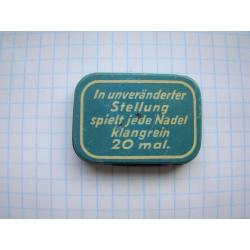 In unveränderter
Stellung
spielt jede Nadel
klangrein
20 mal.